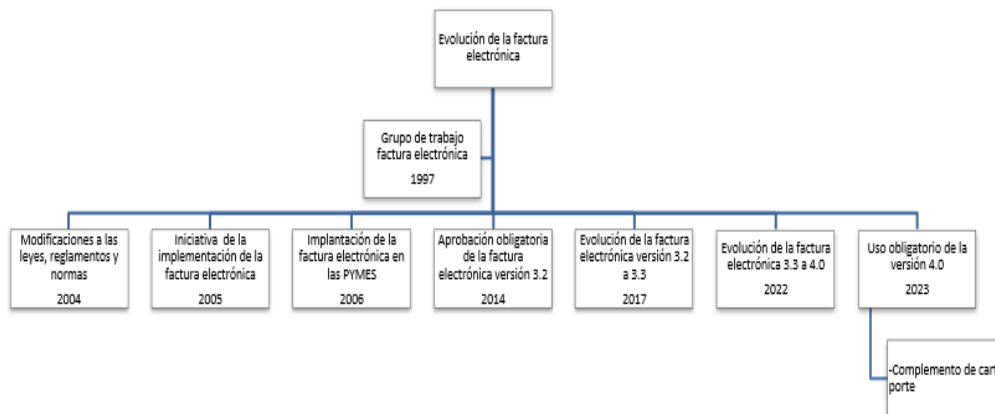 Evolución de la factura
electrónica
Grupo de trabajo
factura electrónica
1997
Modificaciones a las
leyes, reglamentos y
normas
2004
Iniciativa de la
implementación de la
factura electrónica
2005
Implantación de la
factura electrónica en
las PYMES
2006
Aprobación obligatoria
de la factura
electrónica versión 3.2
2014
Evolución de la factura
electrónica versión 3.2
a 3.3
2017
Evolución de la factura
electrónica 3.3 a 4.0
2022
Uso obligatorio de la
versión 4.0
2023
-Complemento de cart
porte